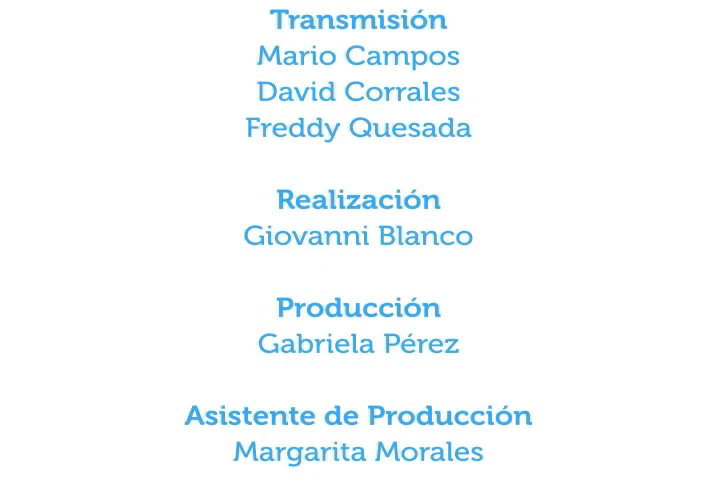 Transmisión
Mario Campos
David Corrales
Freddy Quesada
Realización
Giovanni Blanco
Producción
Gabriela Pérez
Asistente de Producción
Margarita Morales